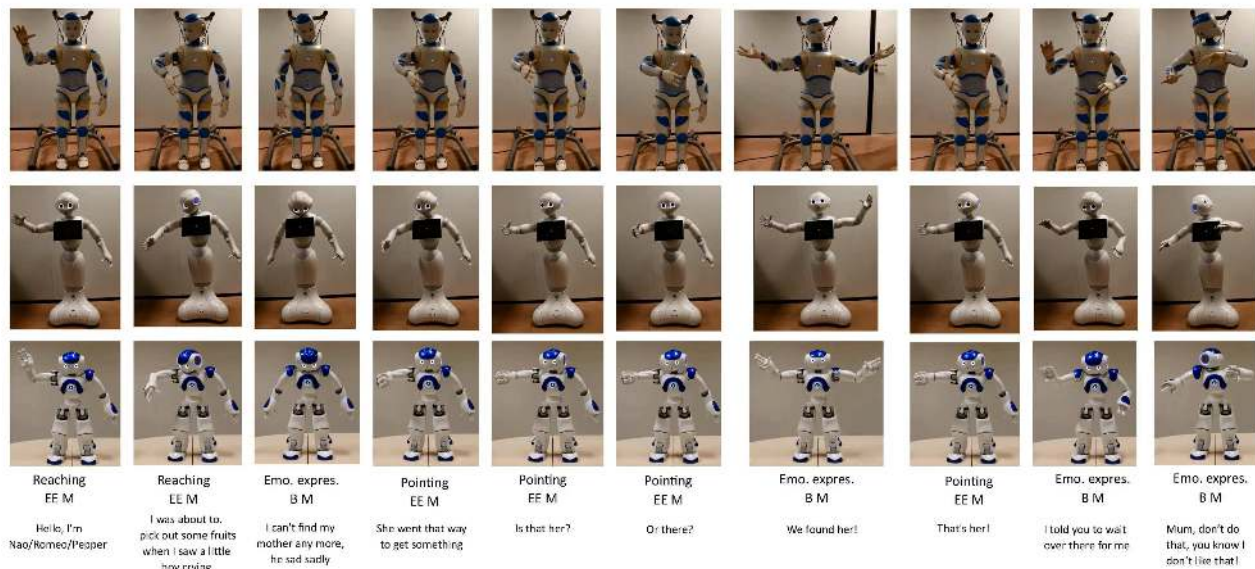 Reaching
EE M
Reaching
EE M
Emo. expres.
B M
Pointing
EE M
Pointing
EE M
Pointing
EE M
Emo. expres.
B M
Pointing
EE M
Emo. expres.
B M
Emo. expres.
B M
Hello, I'm
Nao/Romeo/Pepper
I was about to.
pick out some fruits
when I saw a little
boy crying
I can't find my
mother any more,
he sad sadly
She went that way
to get something
Is that her?
Or there?
We found her!
That's her!
I told you to wait
over there for me
Mum, don't do
that, you know I
don't like that!